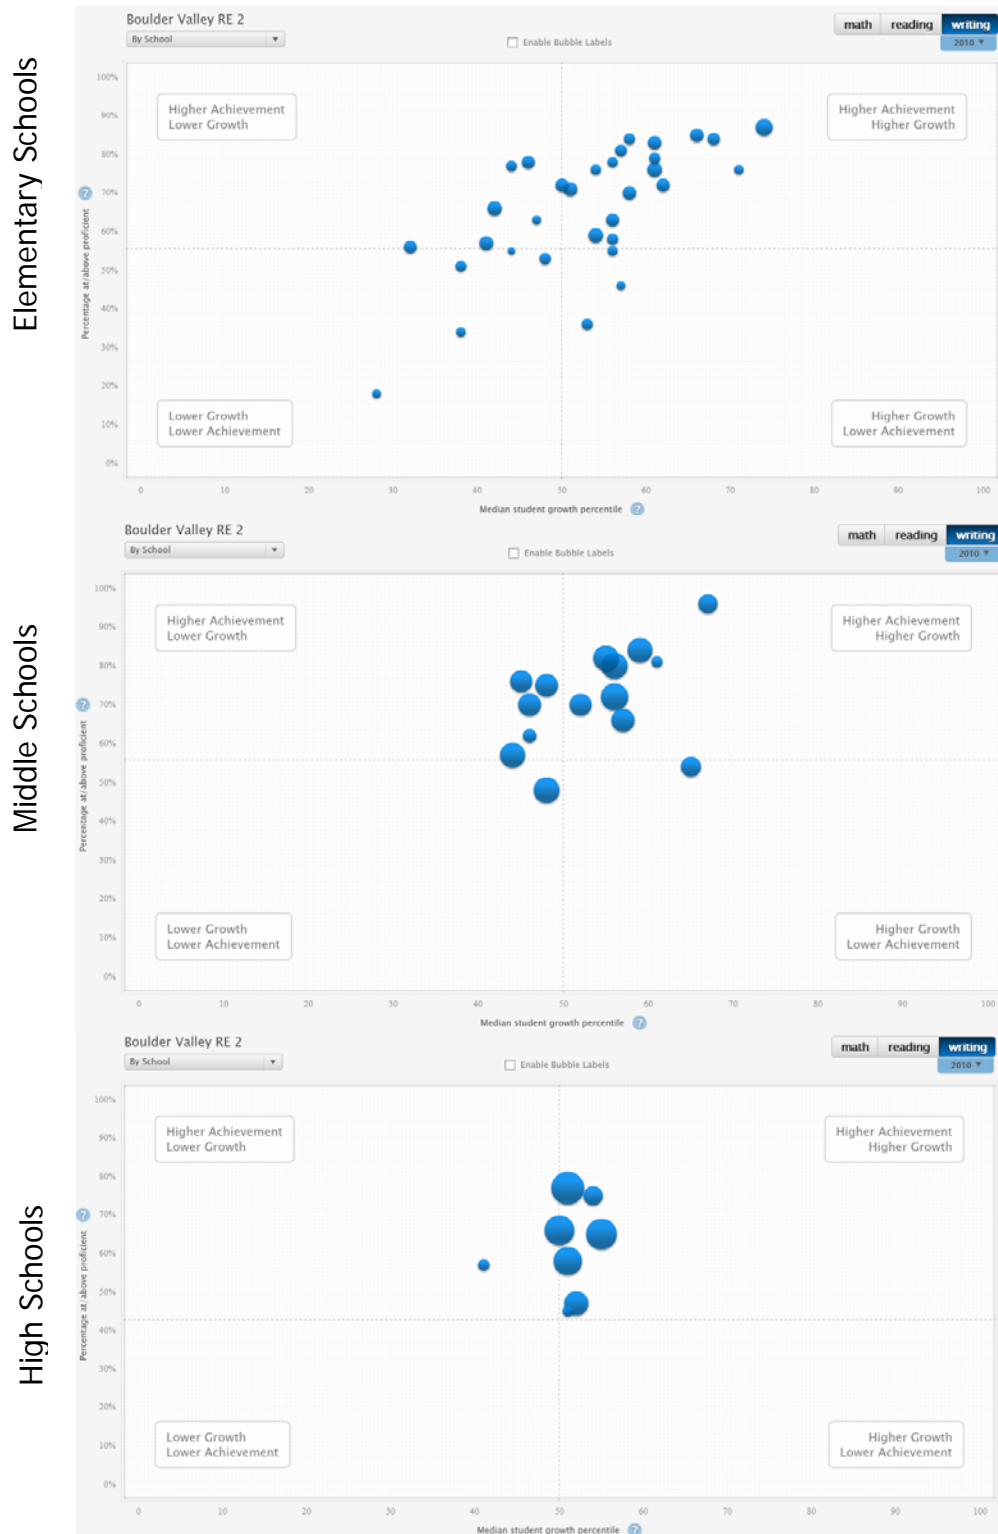 Elementary Schools
Boulder Valley RE 2
By School
Enable Bubble Labels
math reading writing
2010
100%
90%
80%
70%
60%
50%
40%
30%
20%
10%
0%
? Percentage at/above proficient
Higher Achievement
Lower Growth
Higher Achievement
Higher Growth
Lower Growth
Lower Achievement
Higher Growth
Lower Achievement
0 10 20 30 40 50 60 70 80 90 100
Median student growth percentile ?
Middle Schools
Boulder Valley RE 2
By School
Enable Bubble Labels
math reading writing
2010
100%
90%
80%
70%
60%
50%
40%
30%
20%
10%
0%
? Percentage at/above proficient
Higher Achievement
Lower Growth
Higher Achievement
Higher Growth
Lower Growth
Lower Achievement
Higher Growth
Lower Achievement
0 10 20 30 40 50 60 70 80 90 100
Median student growth percentile ?
High Schools
Boulder Valley RE 2
By School
Enable Bubble Labels
math reading writing
2010
100%
90%
80%
70%
60%
50%
40%
30%
20%
10%
0%
? Percentage at/above proficient
Higher Achievement
Lower Growth
Higher Achievement
Higher Growth
Lower Growth
Lower Achievement
Higher Growth
Lower Achievement
0 10 20 30 40 50 60 70 80 90 100
Median student growth percentile ?